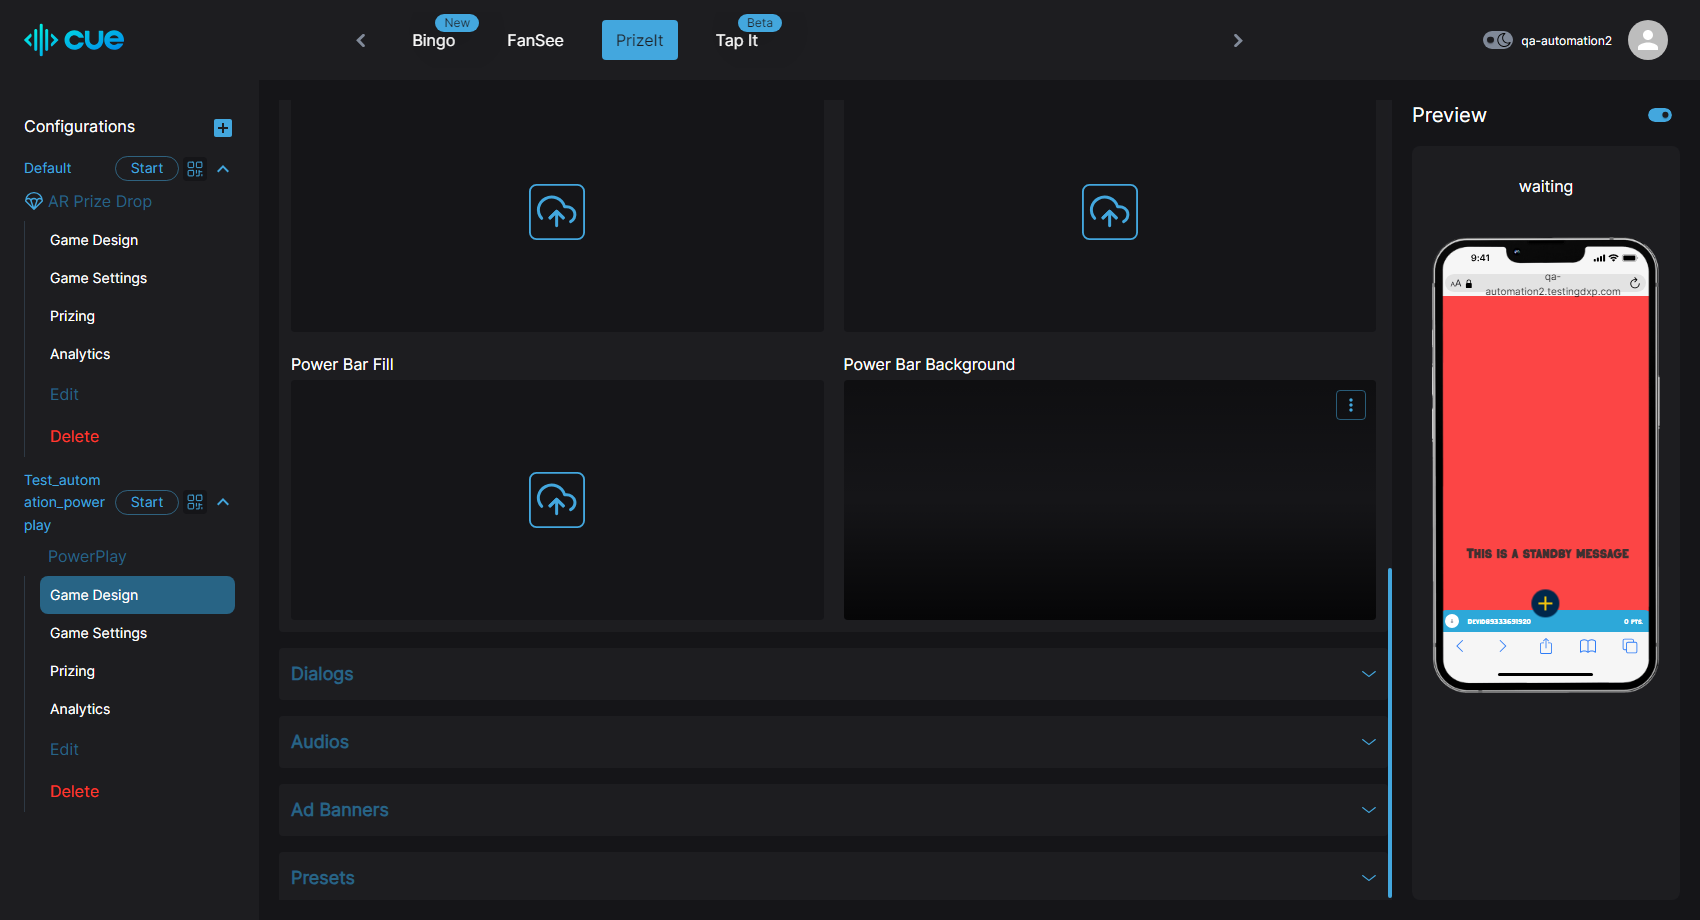 cue
Bingo
New
FanSee
PrizeIt
Tap It
Beta
qa-automation2
Configurations
Default
Start
AR Prize Drop
Game Design
Game Settings
Prizing
Analytics
Edit
Delete
Test_autom
ation_power
play
Start
PowerPlay
Game Design
Game Settings
Prizing
Analytics
Edit
Delete
Power Bar Fill
Power Bar Background
Dialogs
Audios
Ad Banners
Presets
Preview
waiting
9:41
AA
qa-
automation2.testingdxp.com
This is a standby message
0 PTS.